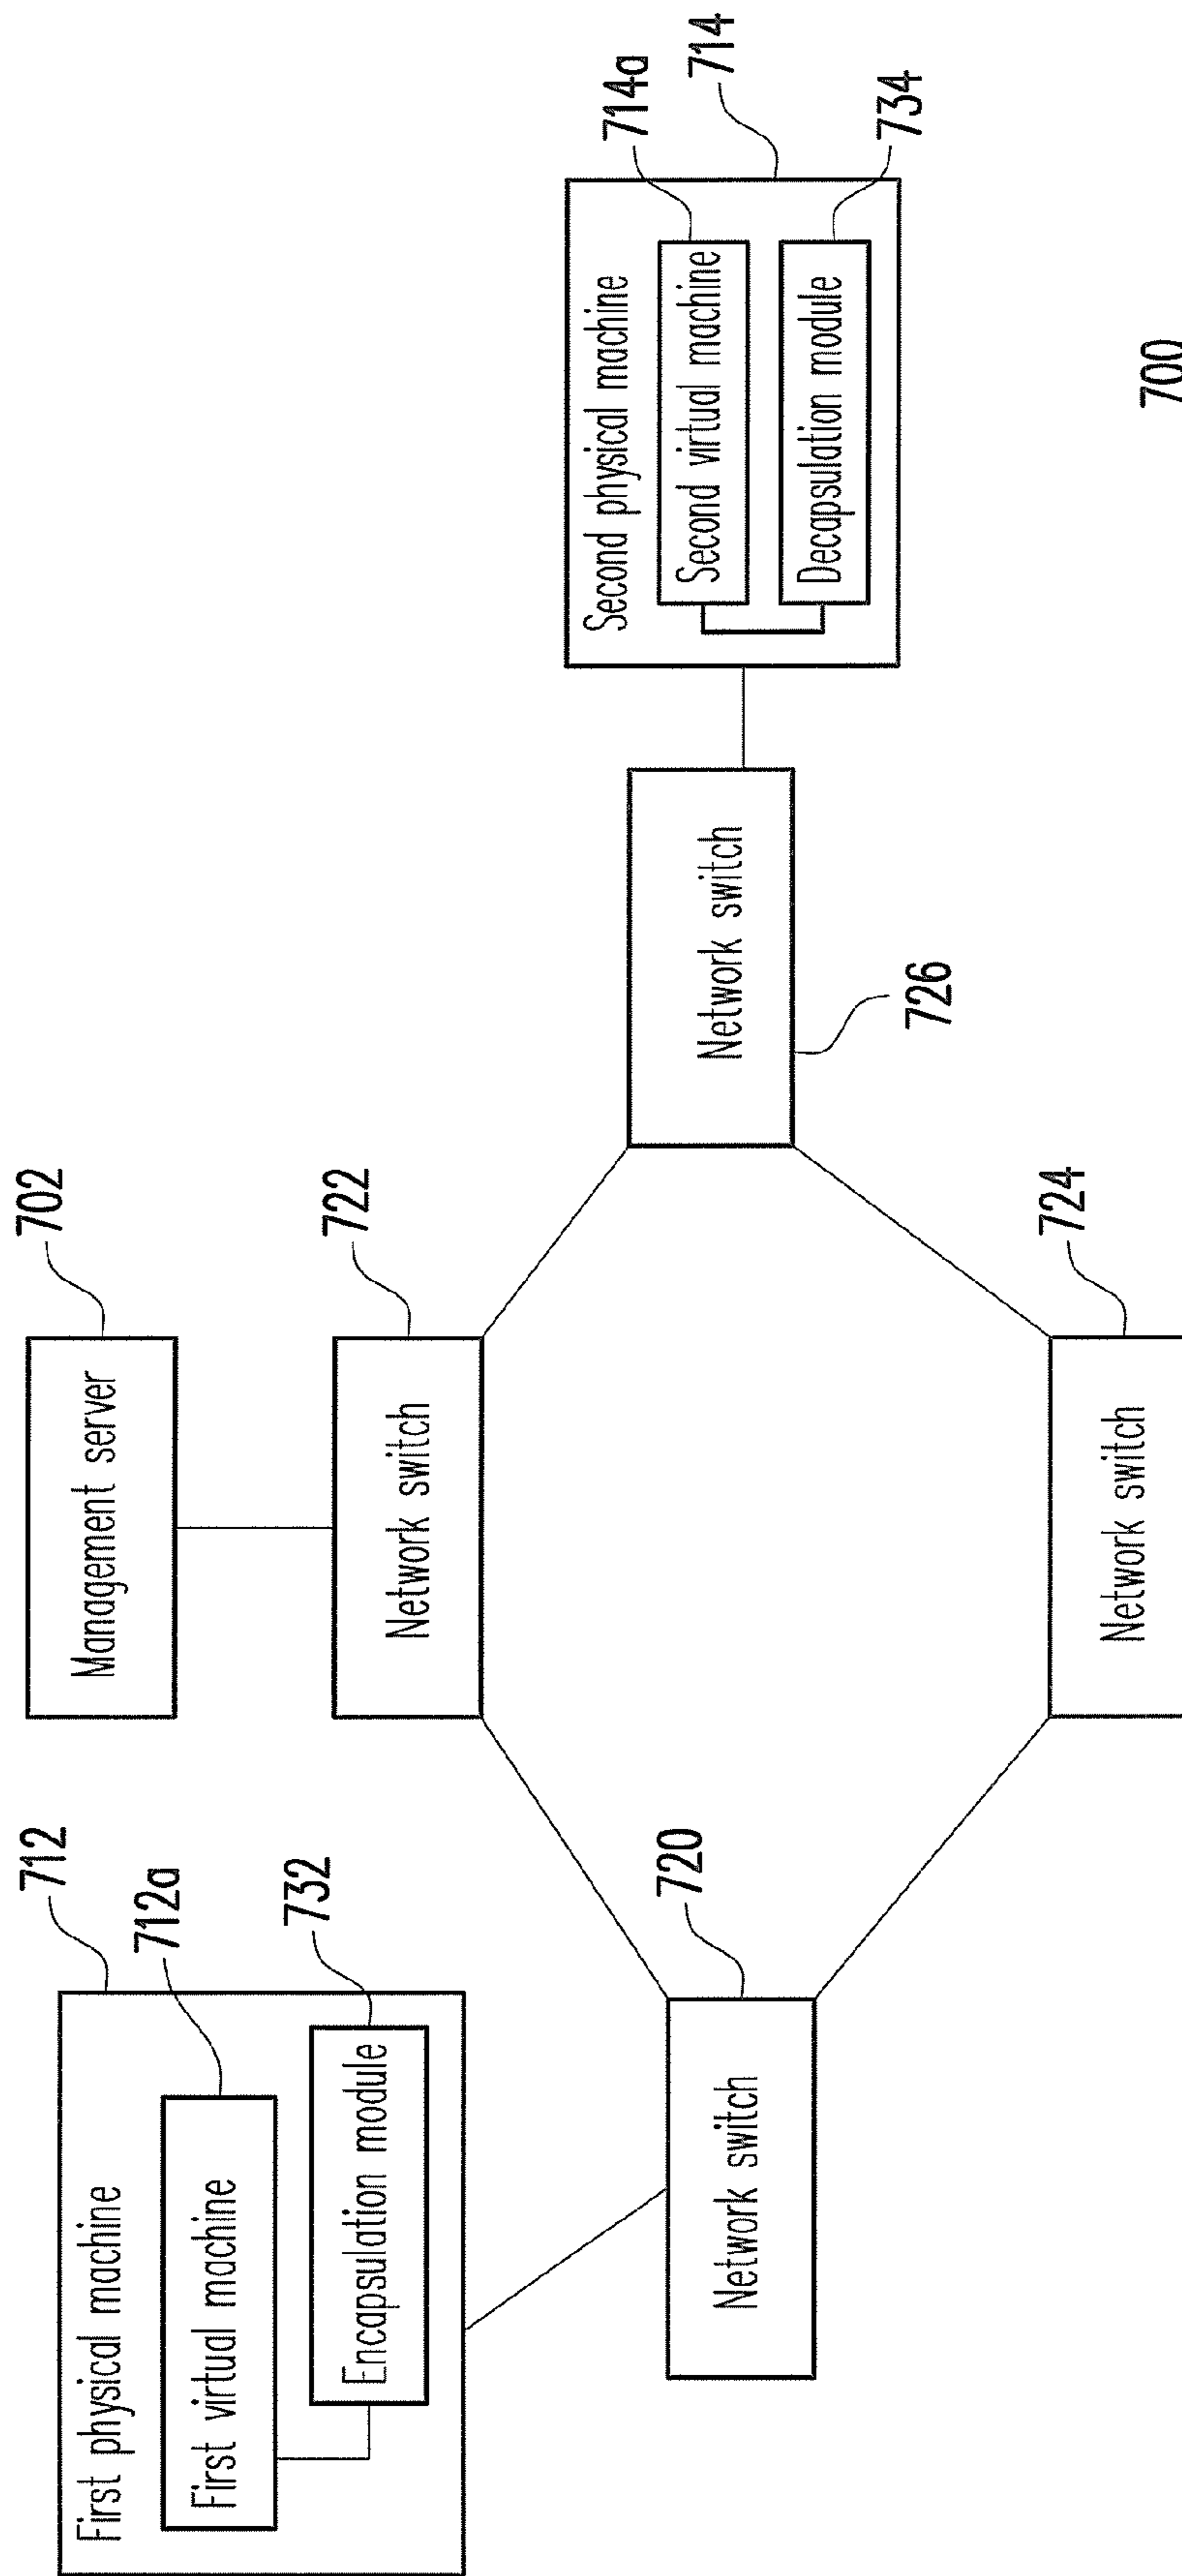 First physical machine
712
First virtual machine
712a
Encapsulation module
732
Management server
702
Network switch
722
Network switch
720
Network switch
724
Network switch
726
Second physical machine
714
Second virtual machine
714a
Decapsulation module
734
700